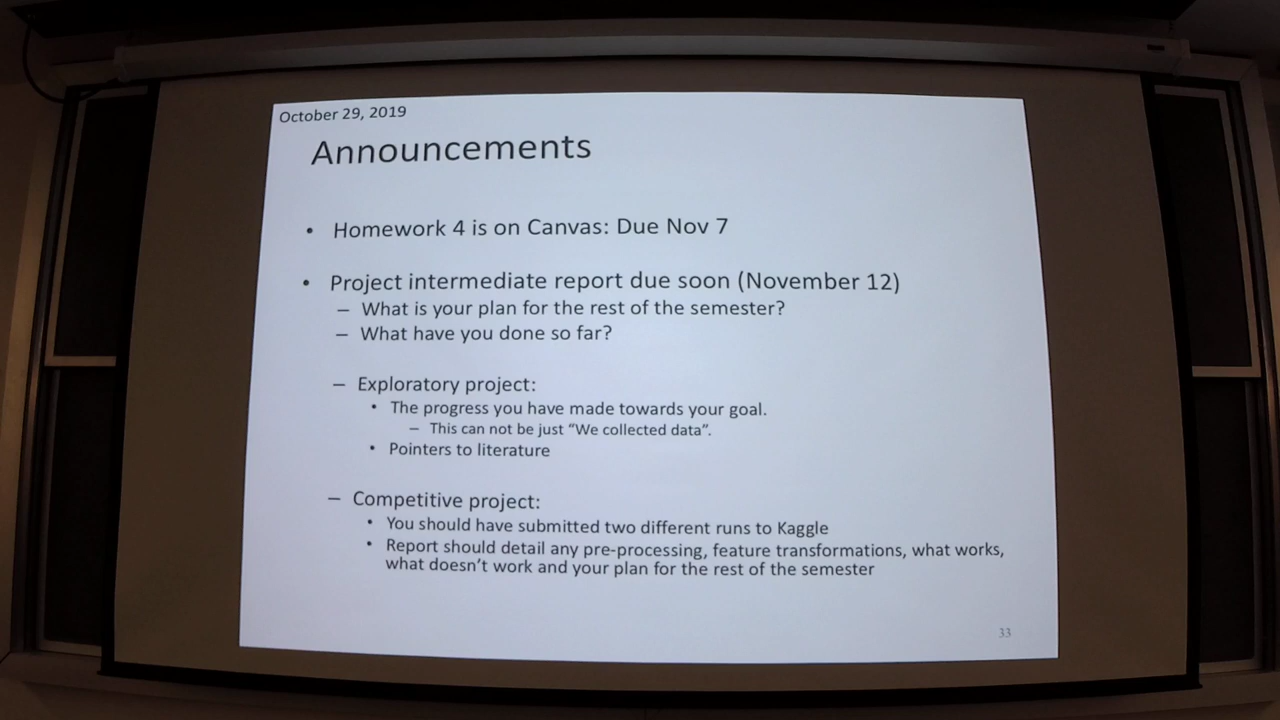 October 29, 2019
Announcements
• Homework 4 is on Canvas: Due Nov 7
• Project intermediate report due soon (November 12)
– What is your plan for the rest of the semester?
– What have you done so far?
– Exploratory project:
• The progress you have made towards your goal.
– This can not be just “We collected data”.
• Pointers to literature
– Competitive project:
• You should have submitted two different runs to Kaggle
• Report should detail any pre-processing, feature transformations, what works,
what doesn’t work and your plan for the rest of the semester
33